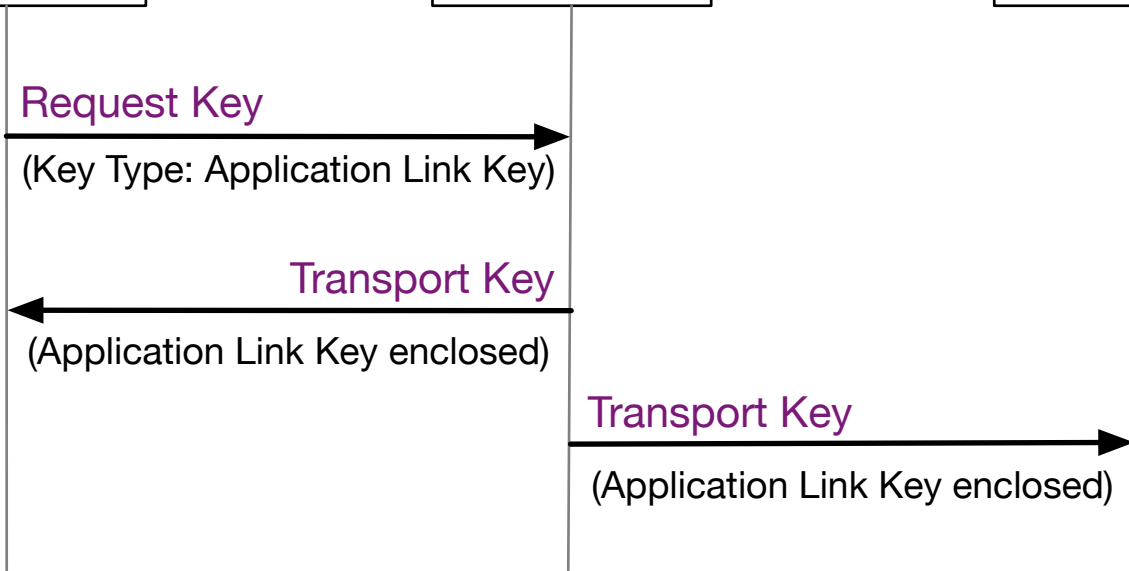 Request Key
(Key Type: Application Link Key)
Transport Key
(Application Link Key enclosed)
Transport Key
(Application Link Key enclosed)